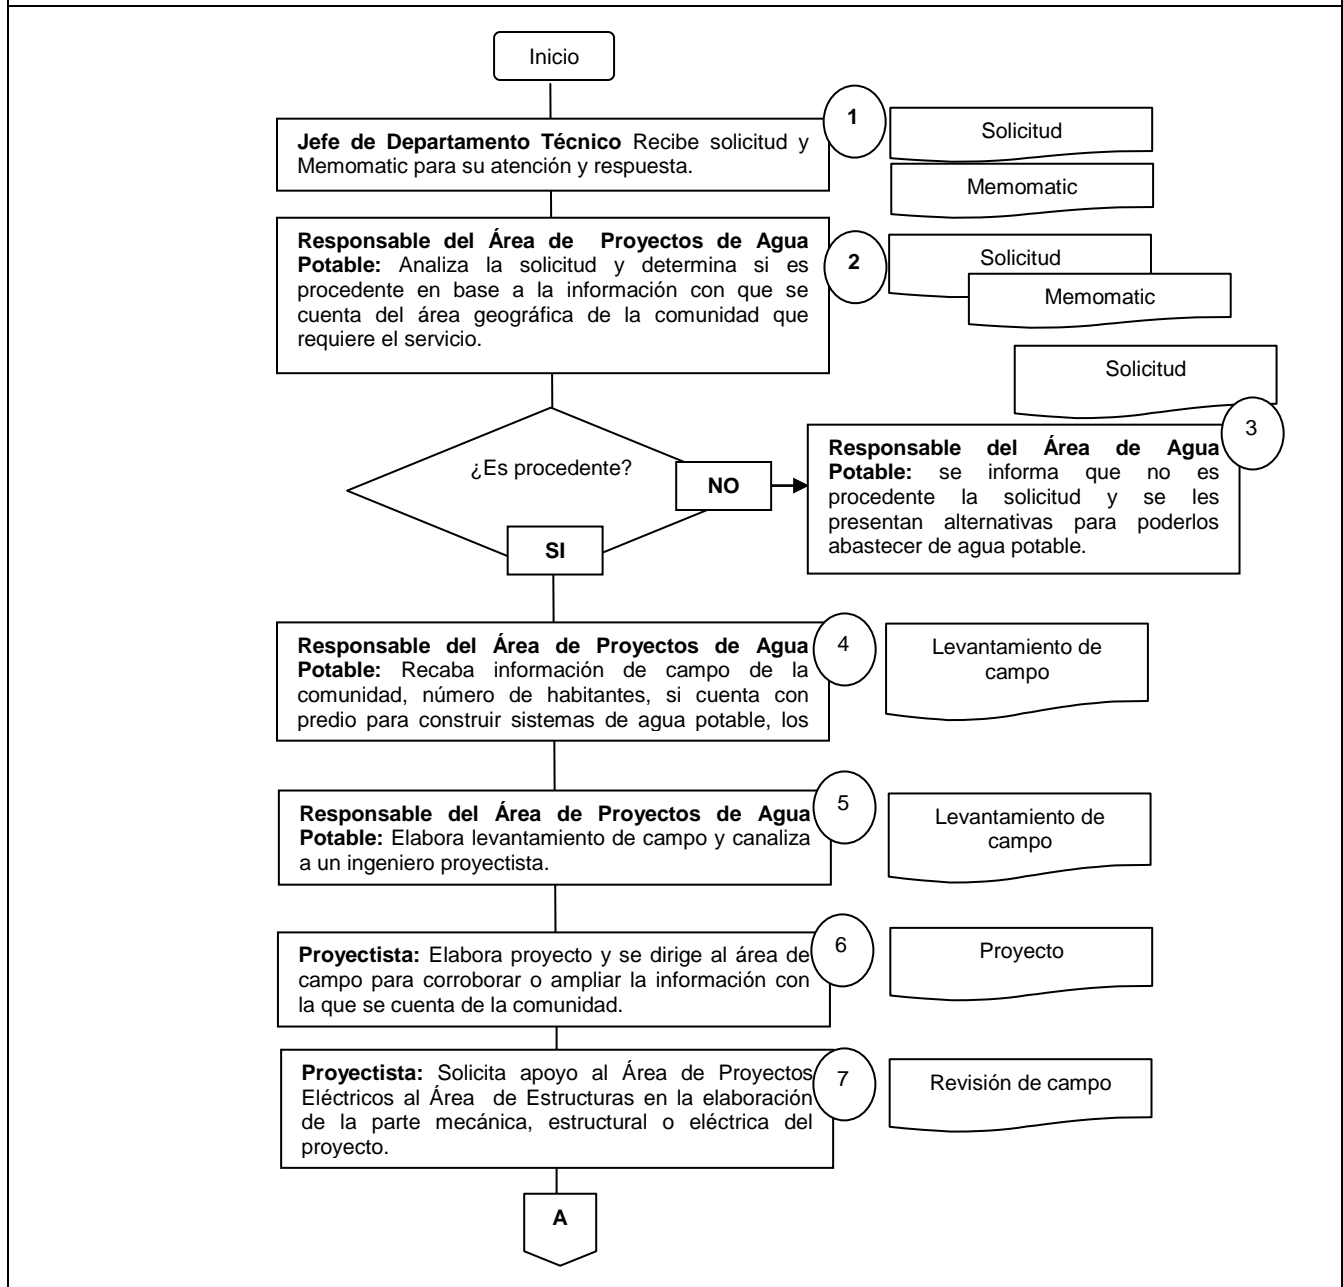 Inicio
1
Solicitud
Jefe de Departamento Técnico Recibe solicitud y
Memomatic para su atención y respuesta.
Memomatic
Responsable del Área de Proyectos de Agua
Potable: Analiza la solicitud y determina si es
procedente en base a la información con que se
cuenta del área geográfica de la comunidad que
requiere el servicio.
2
Solicitud
Memomatic
Solicitud
3
¿Es procedente?
NO
Responsable del Área de Agua
Potable: se informa que no es
procedente la solicitud y se les
presentan alternativas para poderlos
abastecer de agua potable.
SI
Responsable del Área de Proyectos de Agua
Potable: Recaba información de campo de la
comunidad, número de habitantes, si cuenta con
predio para construir sistemas de agua potable, los
4
Levantamiento de
campo
Responsable del Área de Proyectos de Agua
Potable: Elabora levantamiento de campo y canaliza
a un ingeniero proyectista.
5
Levantamiento de
campo
Proyectista: Elabora proyecto y se dirige al área de
campo para corroborar o ampliar la información con
la que se cuenta de la comunidad.
6
Proyecto
Proyectista: Solicita apoyo al Área de Proyectos
Eléctricos al Área de Estructuras en la elaboración
de la parte mecánica, estructural o eléctrica del
proyecto.
7
Revisión de campo
A